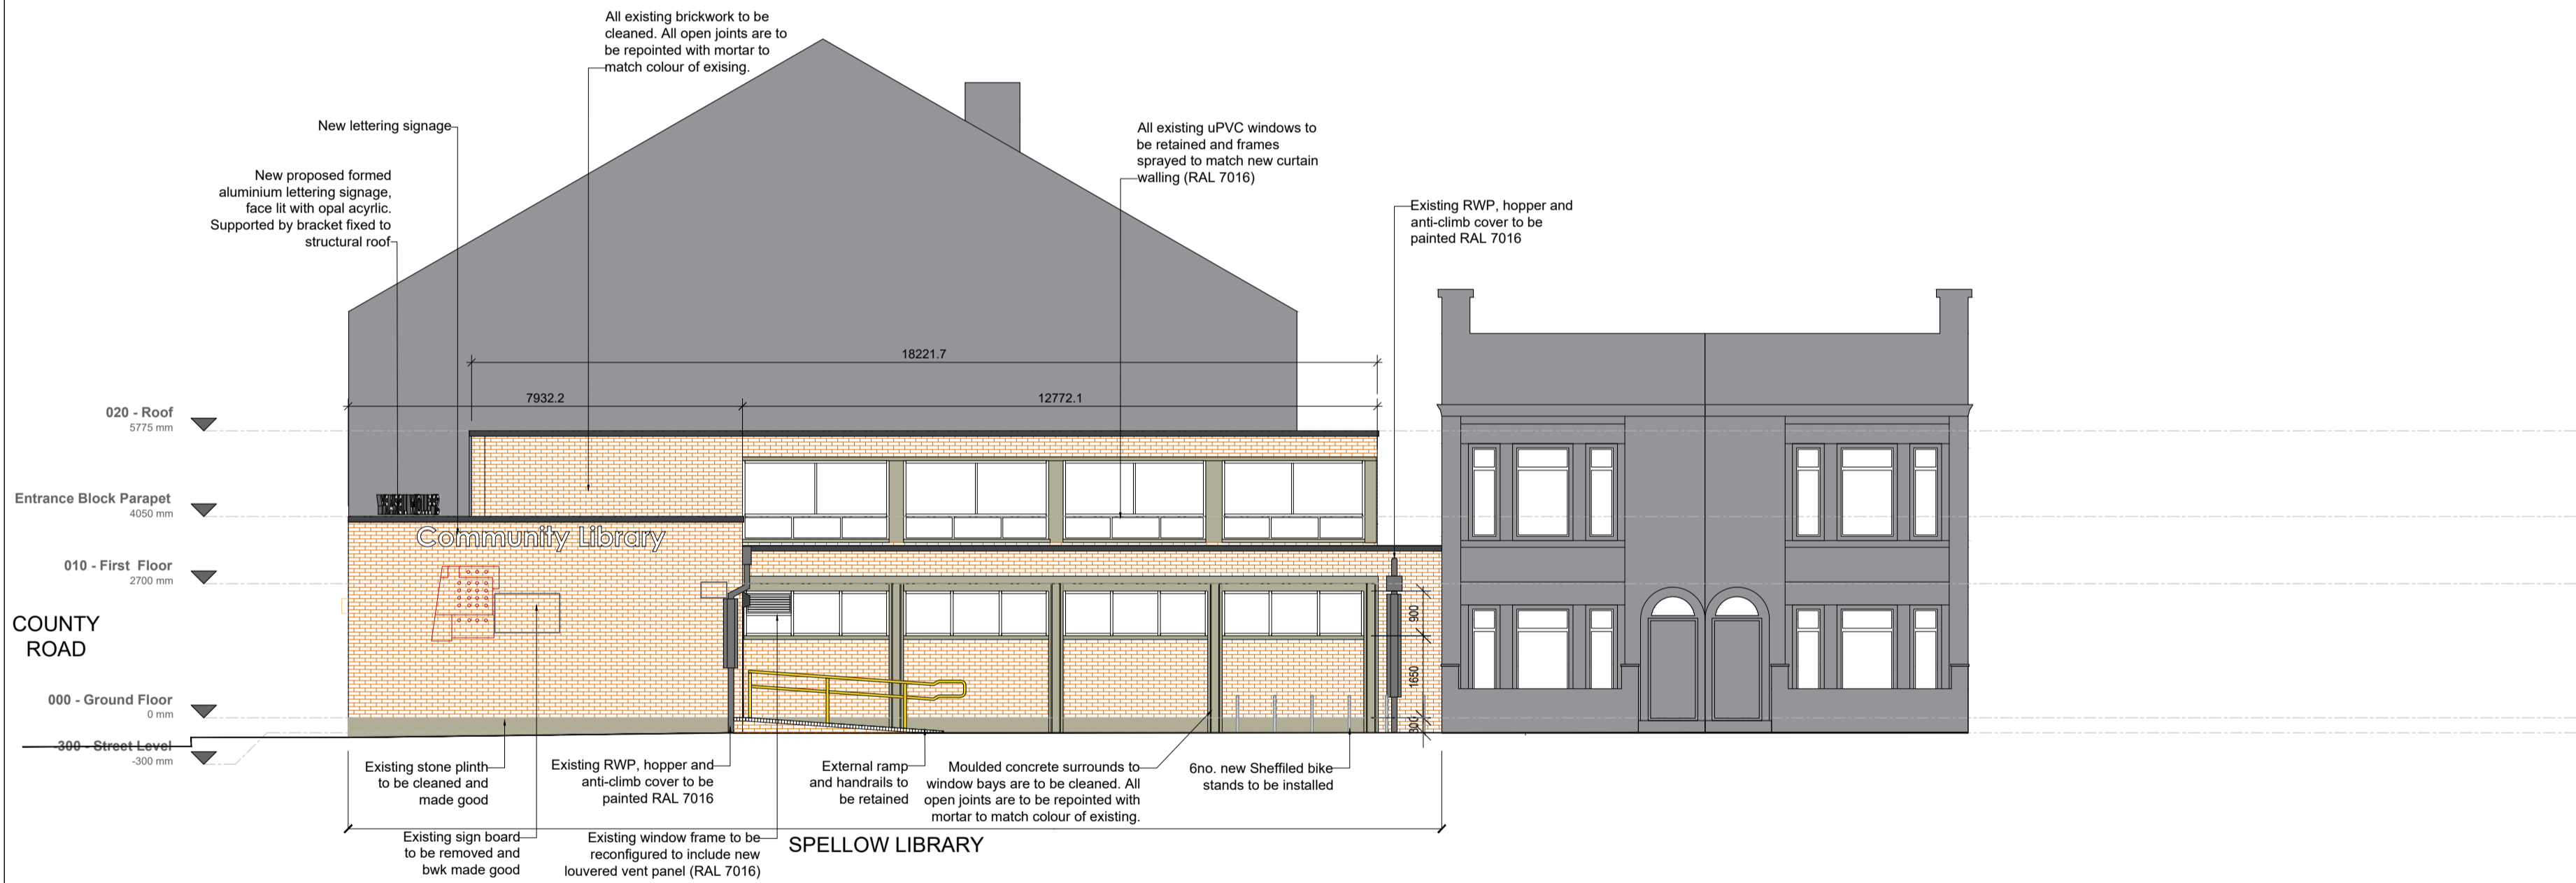 All existing brickwork to be
cleaned. All open joints are to
be repointed with mortar to
match colour of exising.
New lettering signage
New proposed formed
aluminium lettering signage,
face lit with opal acyrlic.
Supported by bracket fixed to
structural roof
All existing uPVC windows to
be retained and frames
sprayed to match new curtain
walling (RAL 7016)
Existing RWP, hopper and
anti-climb cover to be
painted RAL 7016
18221.7
7932.2
12772.1
020 - Roof
5775 mm
Entrance Block Parapet
4050 mm
Community Library
010 - First Floor
2700 mm
COUNTY
ROAD
900
1650
300
000 - Ground Floor
0 mm
-300 - Street Level
-300 mm
Existing stone plinth
to be cleaned and
made good
Existing RWP, hopper and
anti-climb cover to be
painted RAL 7016
External ramp
and handrails to
be retained
Moulded concrete surrounds to
window bays are to be cleaned. All
open joints are to be repointed with
mortar to match colour of existing.
6no. new Sheffiled bike
stands to be installed
Existing sign board
to be removed and
bwk made good
Existing window frame to be
reconfigured to include new
louvered vent panel (RAL 7016)
SPELLOW LIBRARY